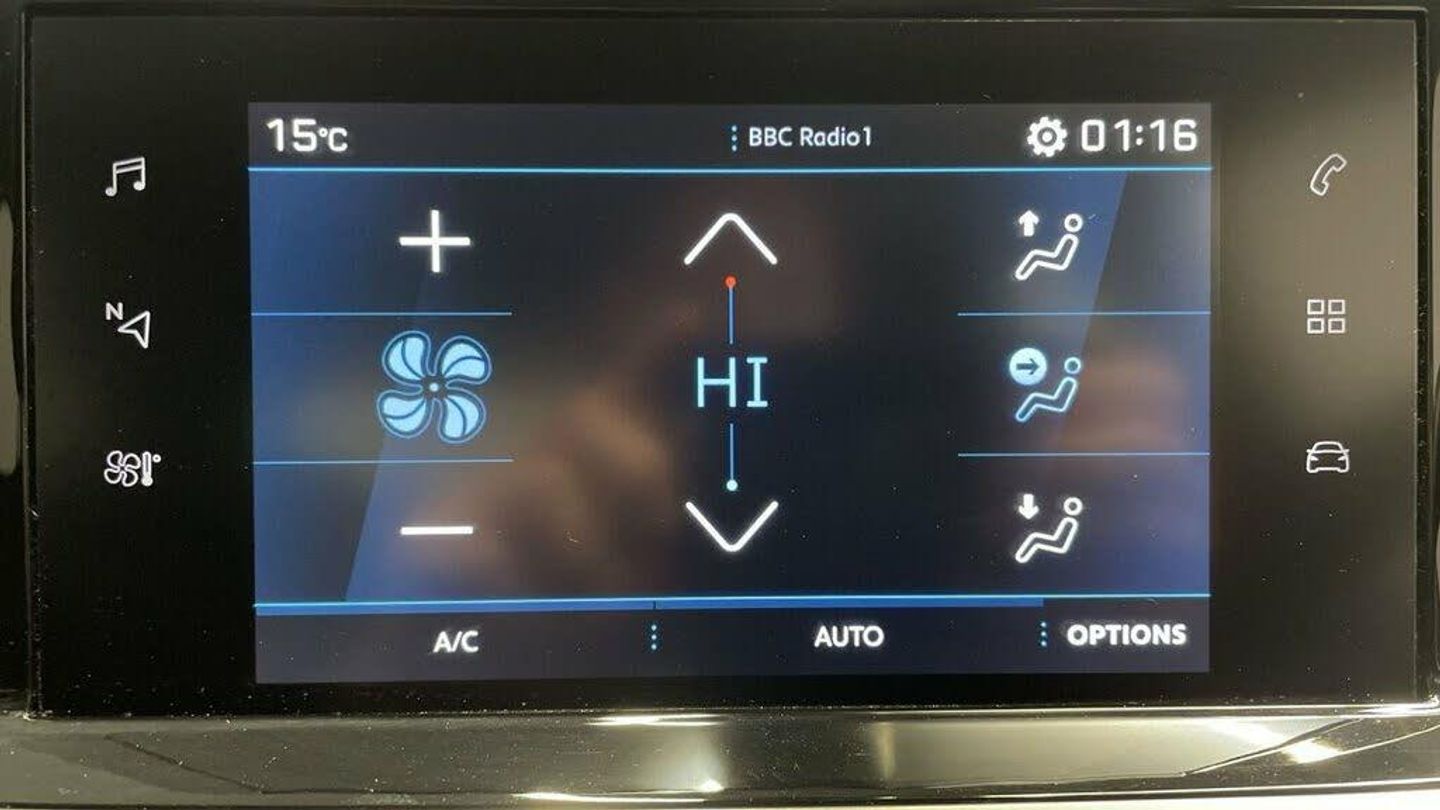 15°C BBC Radio1 01:16
N
HI
A/C AUTO OPTIONS